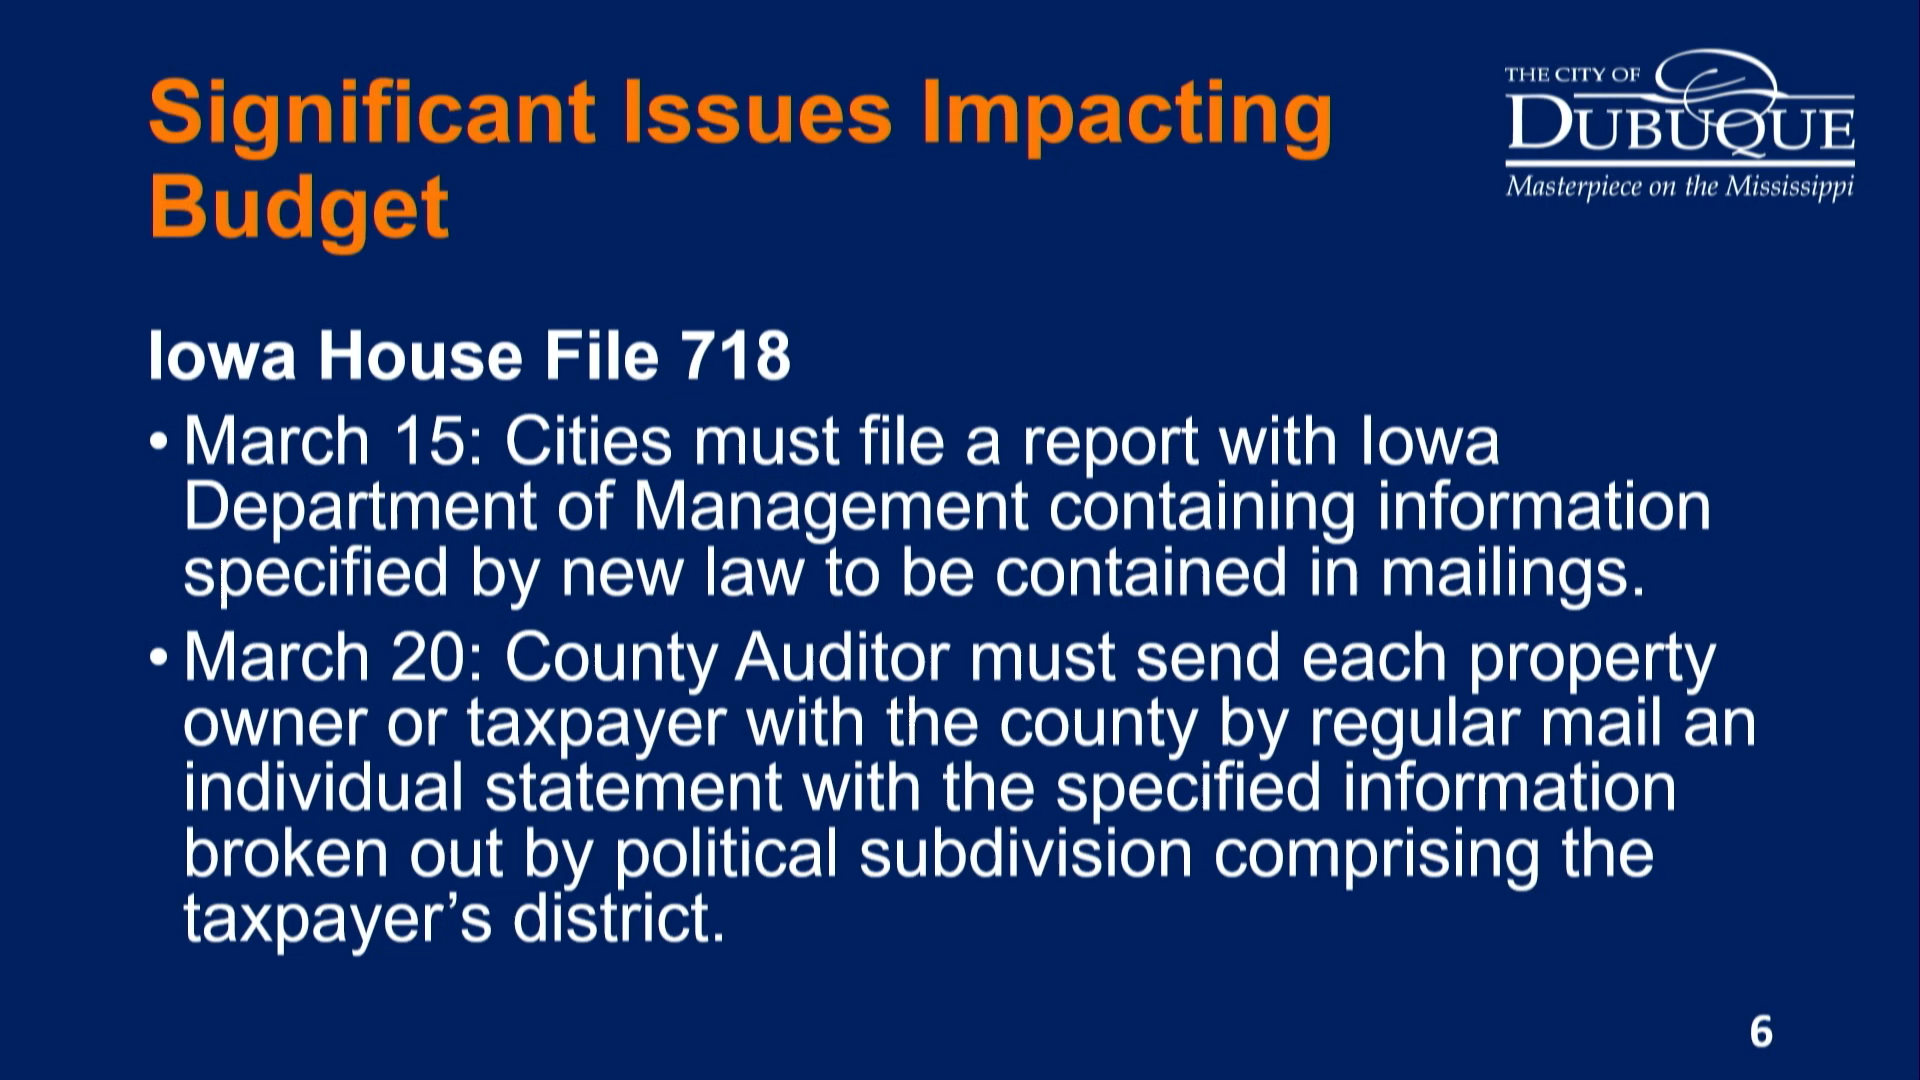 Significant Issues Impacting
Budget
THE CITY OF
DUBUQUE
Masterpiece on the Mississippi
Iowa House File 718
• March 15: Cities must file a report with Iowa
Department of Management containing information
specified by new law to be contained in mailings.
• March 20: County Auditor must send each property
owner or taxpayer with the county by regular mail an
individual statement with the specified information
broken out by political subdivision comprising the
taxpayer’s district.
6